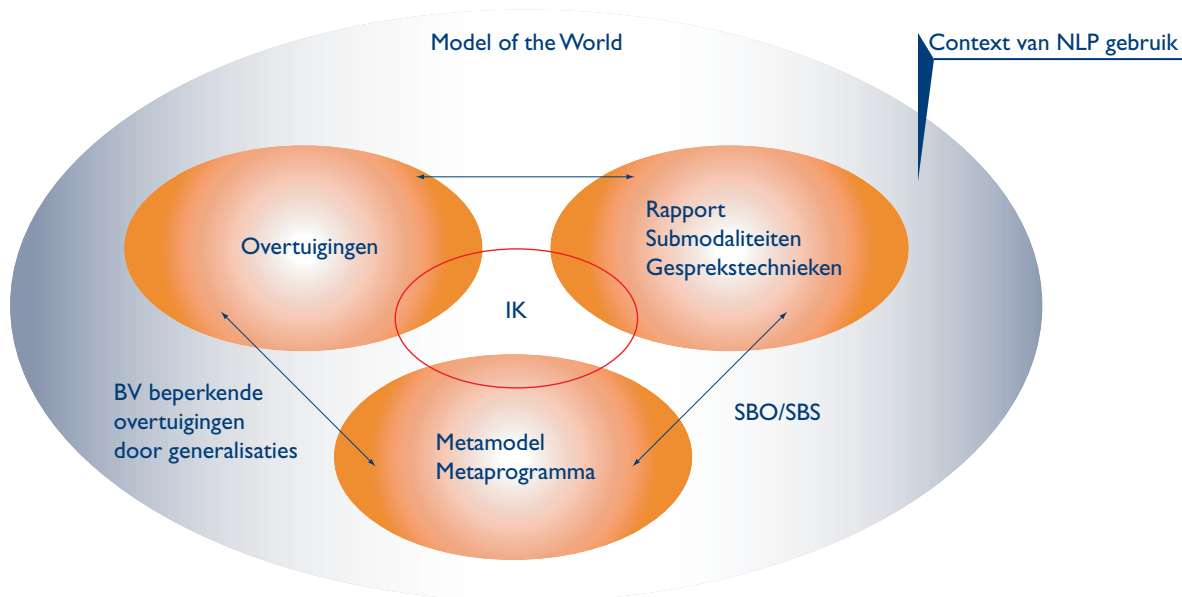 Model of the World
Context van NLP gebruik
Overtuigingen
Rapport
Submodaliteiten
Gesprekstechnieken
IK
BV beperkende
overtuigingen
door generalisaties
SBO/SBS
Metamodel
Metaprogramma